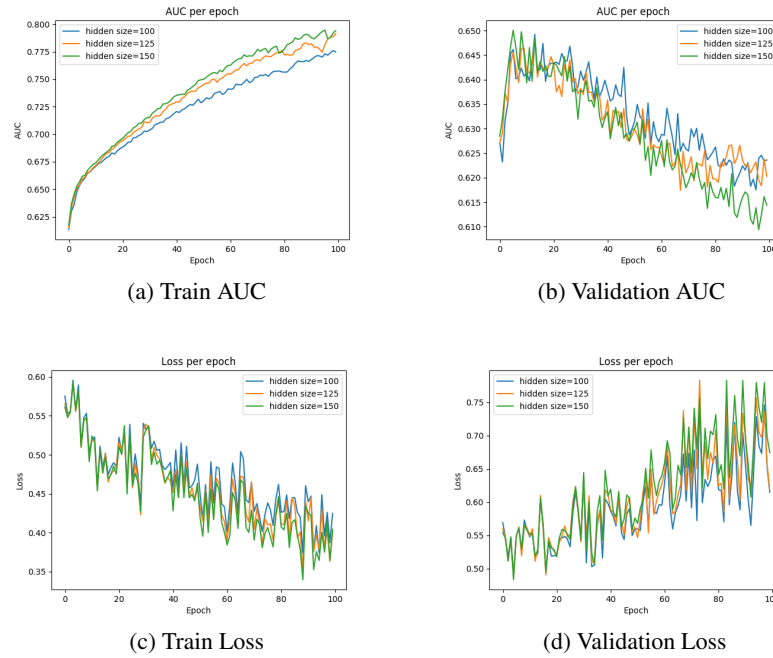 AUC per epoch
hidden size=100
hidden size=125
hidden size=150
0.800
0.775
0.750
0.725
0.700
0.675
0.650
0.625
AUC
0 20 40 60 80 100
Epoch
(a) Train AUC
AUC per epoch
hidden size=100
hidden size=125
hidden size=150
0.650
0.645
0.640
0.635
0.630
0.625
0.620
0.615
0.610
AUC
0 20 40 60 80 100
Epoch
(b) Validation AUC
Loss per epoch
hidden size=100
hidden size=125
hidden size=150
0.60
0.55
0.50
0.45
0.40
0.35
Loss
0 20 40 60 80 100
Epoch
(c) Train Loss
Loss per epoch
hidden size=100
hidden size=125
hidden size=150
0.75
0.70
0.65
0.60
0.55
0.50
Loss
0 20 40 60 80 100
Epoch
(d) Validation Loss